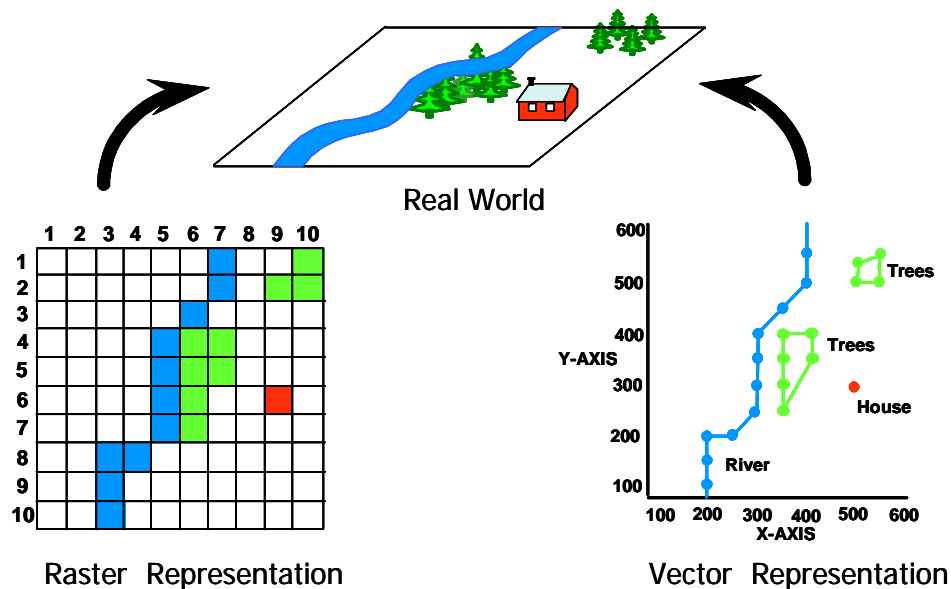 Real World
1 2 3 4 5 6 7 8 9 10
1
2
3
4
5
6
7
8
9
10
Raster Representation
600
500
400
300
200
100
Y-AXIS
Trees
Trees
House
River
100 200 300 400 500 600
X-AXIS
Vector Representation